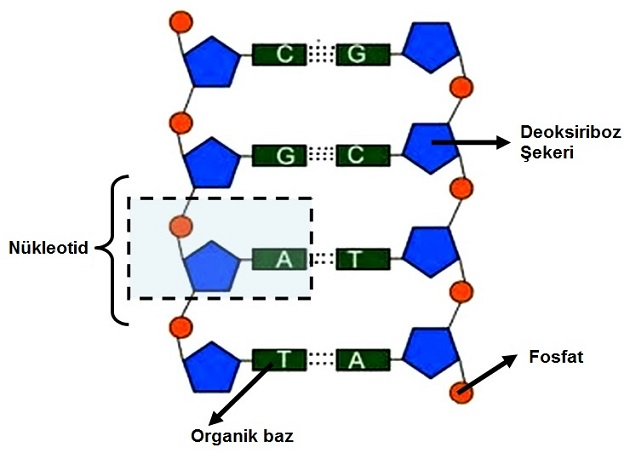 C G
G C
Deoksiriboz
Şekeri
Nükleotid
A T
T A
Fosfat
Organik baz